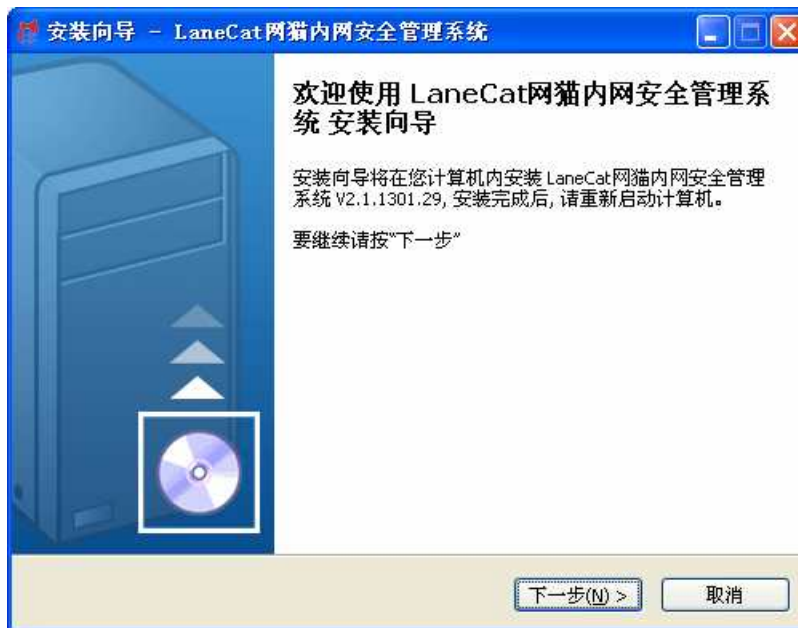 安装向导 - LaneCat网猫内网安全管理系统
欢迎使用 LaneCat网猫内网安全管理系
统 安装向导
安装向导将在您计算机内安装 LaneCat网猫内网安全管理
系统 V2.1.1301.29, 安装完成后, 请重新启动计算机。
要继续请按"下一步"
下一步(N) >
取消